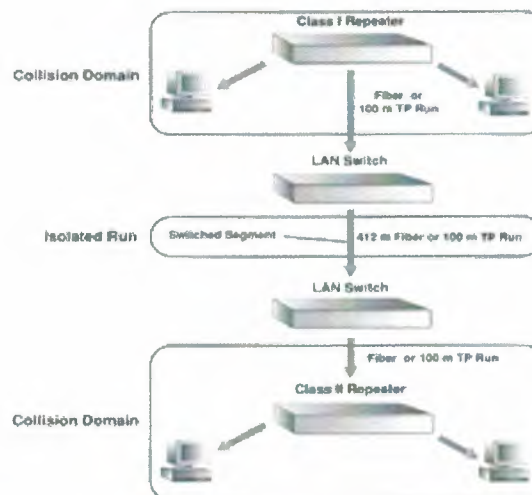 Class I Repeater
Collision Domain
Fiber or
100 m TP Run
LAN Switch
Isolated Run
Switched Segment
412 m Fiber or 100 m TP Run
LAN Switch
Fiber or 100 m TP Run
Class II Repeater
Collision Domain